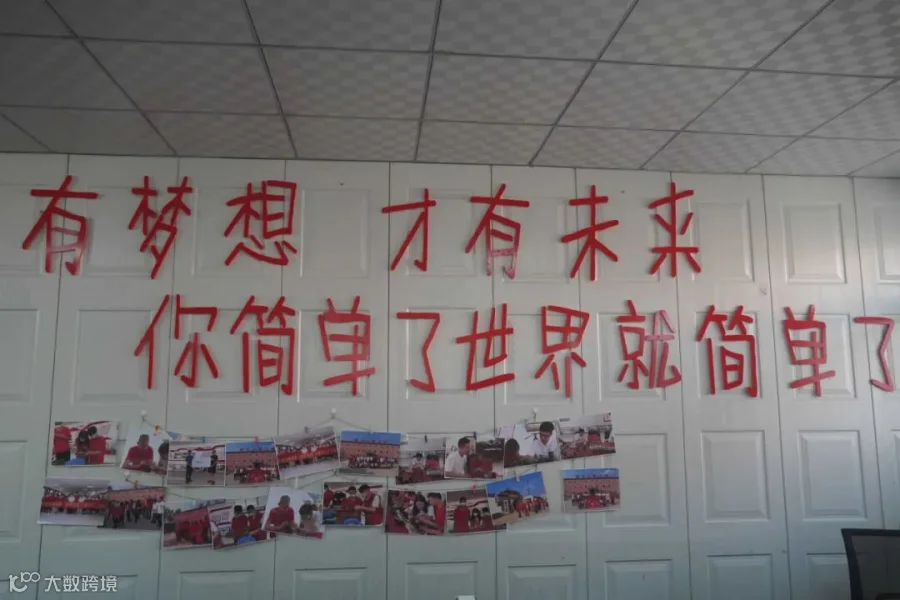 有梦想 才有未来
你简单了世界就简单了
大数跨境